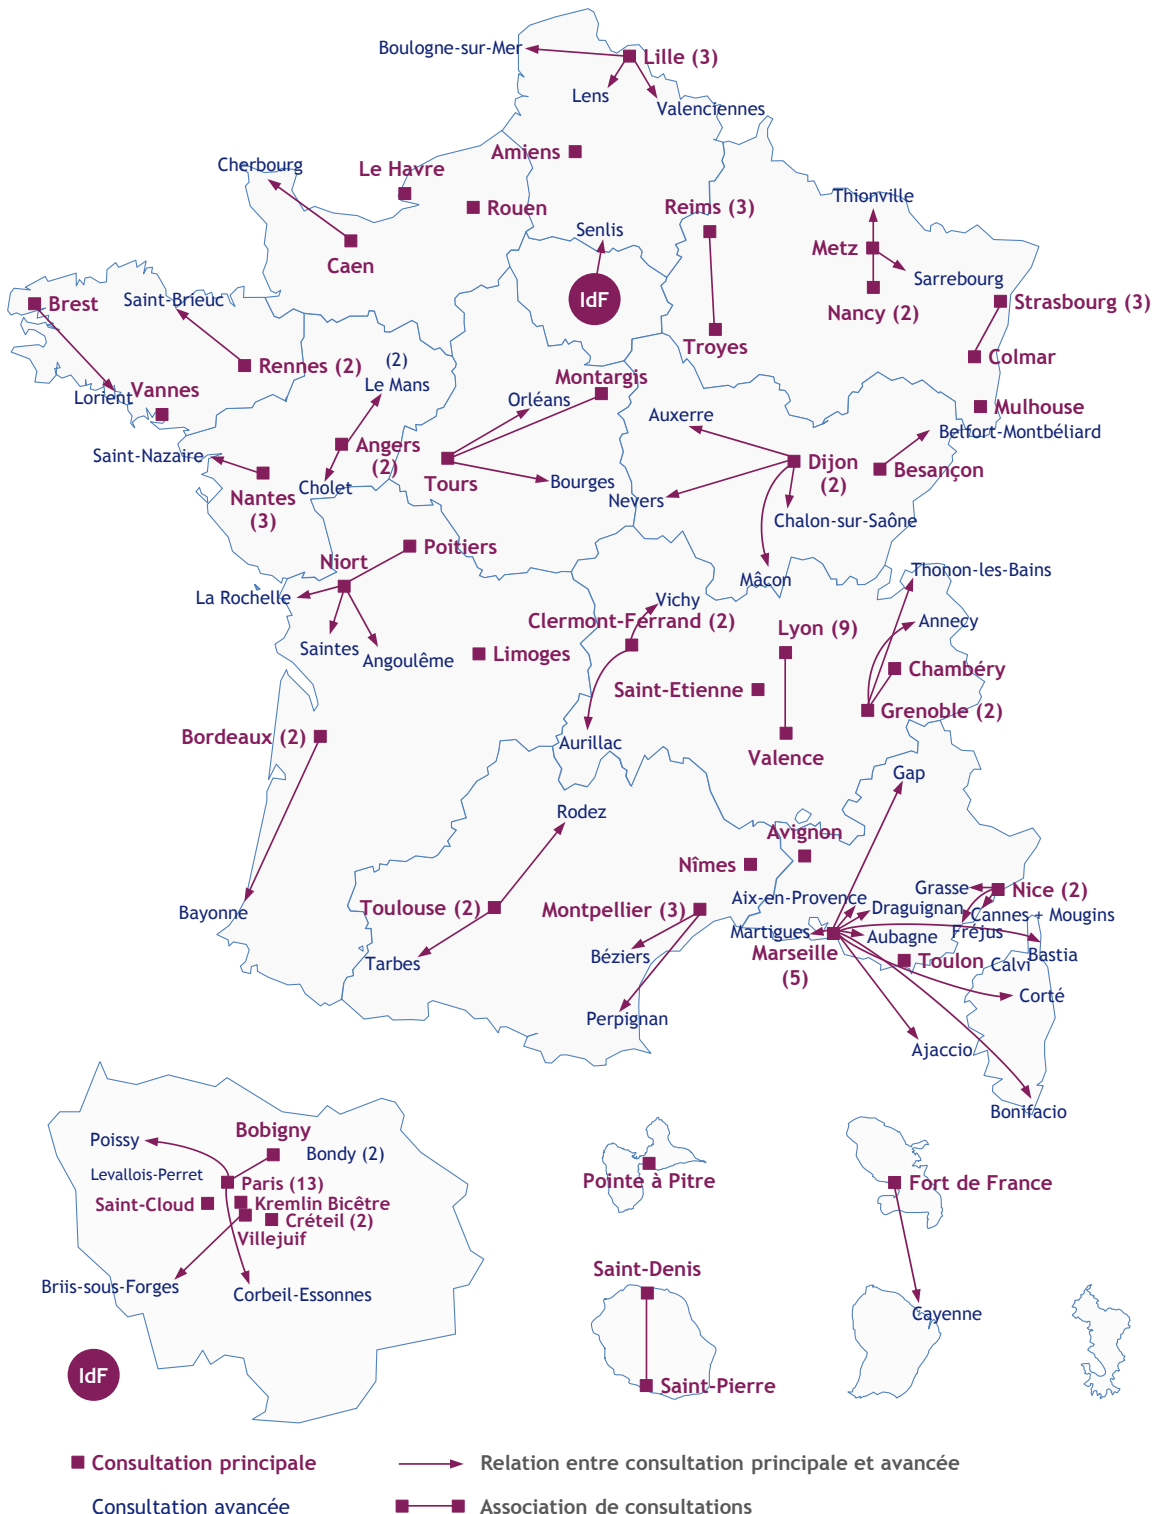 Boulogne-sur-Mer
Lille (3)
Lens
Valenciennes
Amiens
Cherbourg
Le Havre
Rouen
Caen
Senlis
IdF
Reims (3)
Troyes
Thionville
Metz
Sarrebourg
Nancy (2)
Strasbourg (3)
Colmar
Mulhouse
Brest
Saint-Brieuc
Rennes (2)
Lorient
Vannes
(2)
Le Mans
Angers
(2)
Cholet
Saint-Nazaire
Nantes
(3)
Montargis
Orléans
Tours
Bourges
Auxerre
Dijon
(2)
Nevers
Chalon-sur-Saône
Mâcon
Belfort-Montbéliard
Besançon
Poitiers
Niort
La Rochelle
Saintes
Angoulême
Limoges
Vichy
Clermont-Ferrand (2)
Aurillac
Lyon (9)
Saint-Etienne
Valence
Thonon-les-Bains
Annecy
Chambéry
Grenoble (2)
Bordeaux (2)
Bayonne
Rodez
Toulouse (2)
Tarbes
Nîmes
Montpellier (3)
Béziers
Perpignan
Gap
Avignon
Aix-en-Provence
Draguignan
Grasse
Nice (2)
Cannes + Mougins
Fréjus
Martigues
Aubagne
Marseille
(5)
Toulon
Calvi
Bastia
Corté
Ajaccio
Bonifacio
Poissy
Bobigny
Bondy (2)
Levallois-Perret
Paris (13)
Saint-Cloud
Kremlin Bicêtre
Créteil (2)
Villejuif
Briis-sous-Forges
Corbeil-Essonnes
IdF
Pointe à Pitre
Fort de France
Saint-Denis
Saint-Pierre
Cayenne
Consultation principale
Relation entre consultation principale et avancée
Consultation avancée
Association de consultations